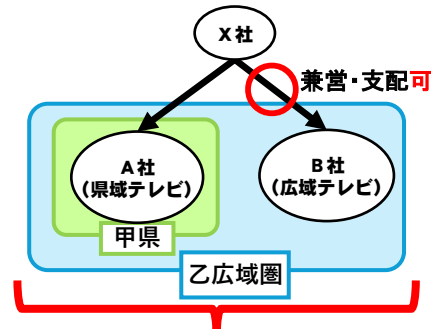 X社
兼営・支配可
A社
(県域テレビ)
B社
(広域テレビ)
甲県
乙広域圏